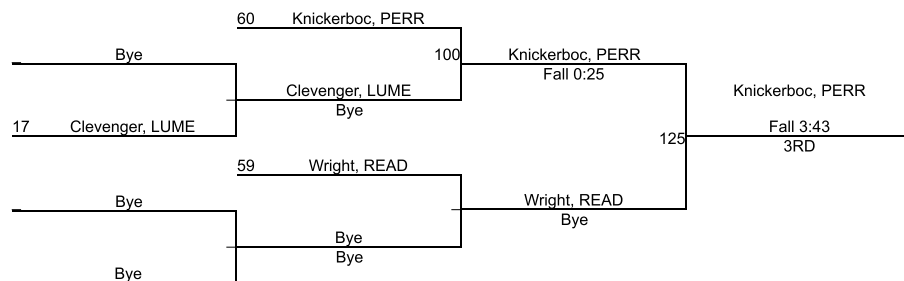 60 Knickerboc, PERR
Bye
100 Knickerboc, PERR
Fall 0:25
Clevenger, LUME
Bye
Knickerboc, PERR
17 Clevenger, LUME
Fall 3:43
125
3RD
59 Wright, READ
Bye
Wright, READ
Bye
Bye
Bye
Bye